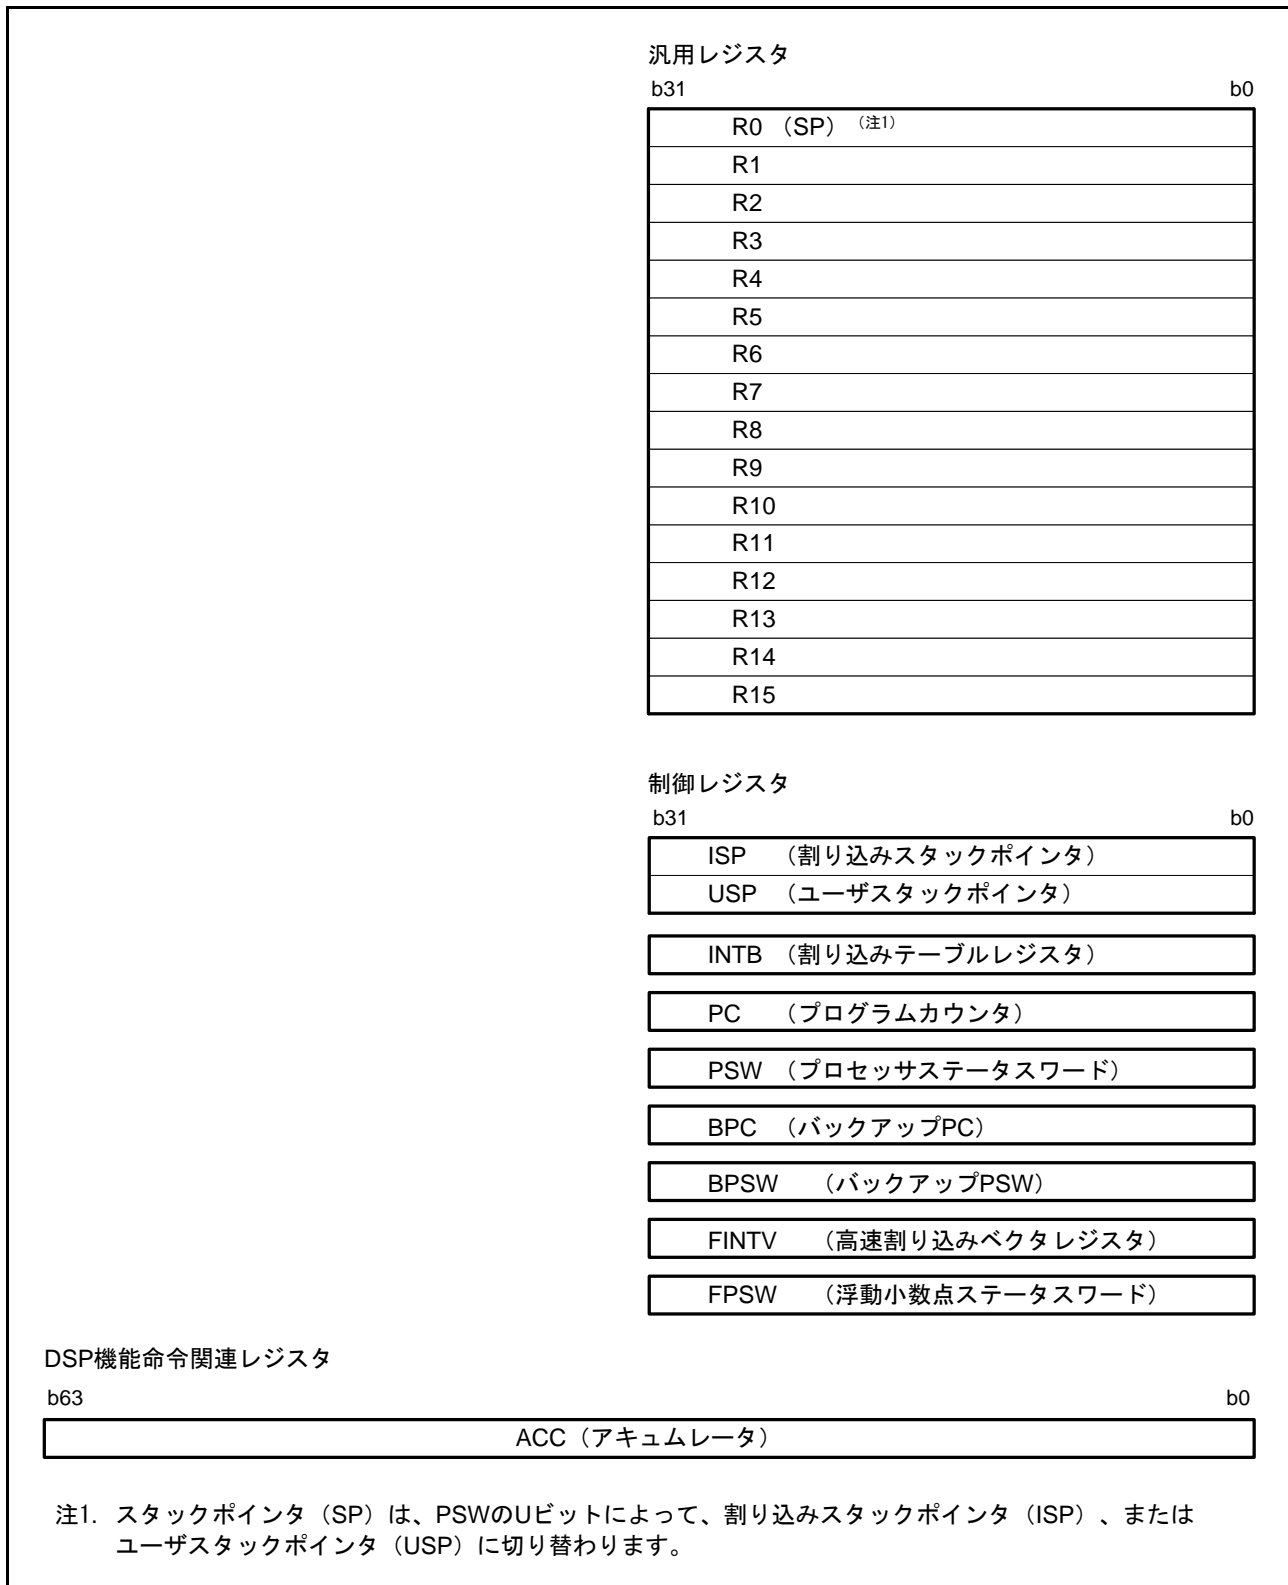 汎用レジスタ
b31 b0
R0 （SP）（注1）
R1
R2
R3
R4
R5
R6
R7
R8
R9
R10
R11
R12
R13
R14
R15
制御レジスタ
b31 b0
ISP （割り込みスタックポインタ）
USP （ユーザスタックポインタ）
INTB （割り込みテーブルレジスタ）
PC （プログラムカウンタ）
PSW （プロセッサステータスワード）
BPC （バックアップPC）
BPSW （バックアップPSW）
FINTV （高速割り込みベクタレジスタ）
FPSW （浮動小数点ステータスワード）
DSP機能命令関連レジスタ
b63 b0
ACC（アキュムレータ）
注1. スタックポインタ（SP）は、PSWのUビットによって、割り込みスタックポインタ（ISP）、または
ユーザスタックポインタ（USP）に切り替わります。